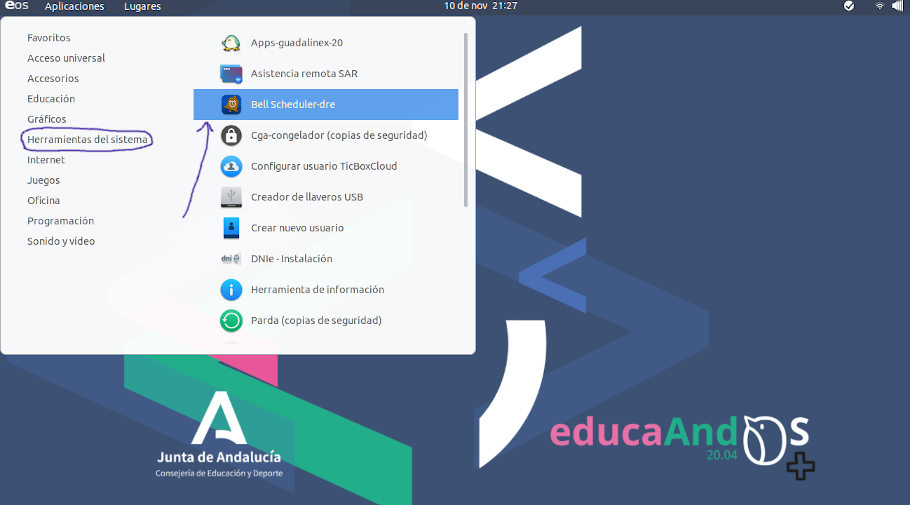 eos Aplicaciones Lugares 10 de nov 21:27
Favoritos
Acceso universal
Accesorios
Educación
Gráficos
Herramientas del sistema
Internet
Juegos
Oficina
Programación
Sonido y vídeo
Apps-guadalinex-20
Asistencia remota SAR
Bell Scheduler-dre
Cga-congelador (copias de seguridad)
Configurar usuario TicBoxCloud
Creador de llaveros USB
Crear nuevo usuario
dni e DNIe - Instalación
Herramienta de información
Parda (copias de seguridad)
Junta de Andalucía
Consejería de Educación y Deporte
educaAndOS
20.04